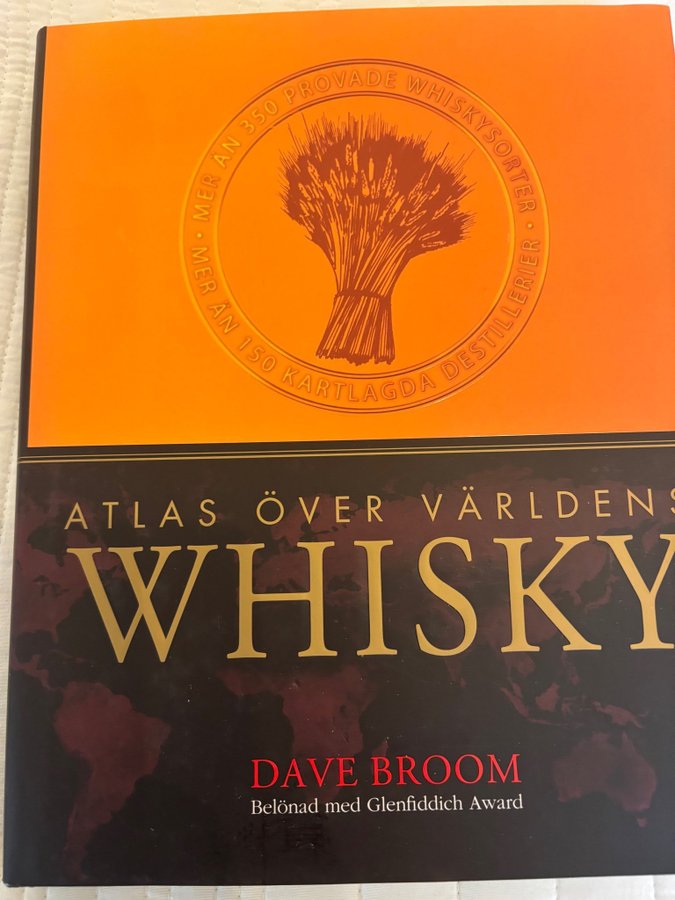 MER ÄN 350 PROVADE WHISKYSORTER ·
MER ÄN 150 KARTLAGDA DESTILLERIER ·
ATLAS ÖVER VÄRLDENS
WHISKY
DAVE BROOM
Belönad med Glenfiddich Award